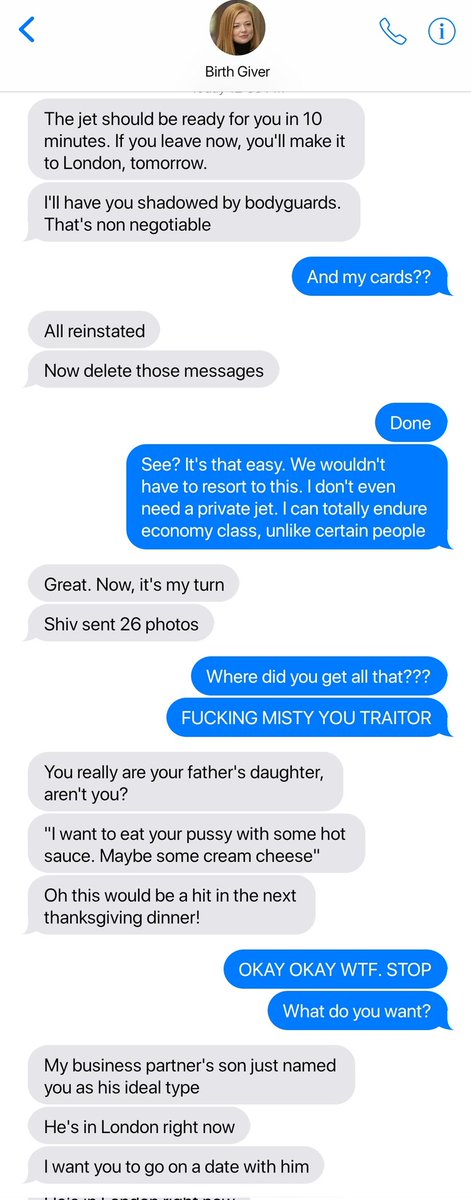 Birth Giver
The jet should be ready for you in 10
minutes. If you leave now, you'll make it
to London, tomorrow.
I'll have you shadowed by bodyguards.
That's non negotiable
And my cards??
All reinstated
Now delete those messages
Done
See? It's that easy. We wouldn't
have to resort to this. I don't even
need a private jet. I can totally endure
economy class, unlike certain people
Great. Now, it's my turn
Shiv sent 26 photos
Where did you get all that???
FUCKING MISTY YOU TRAITOR
You really are your father's daughter,
aren't you?
"I want to eat your pussy with some hot
sauce. Maybe some cream cheese"
Oh this would be a hit in the next
thanksgiving dinner!
OKAY OKAY WTF. STOP
What do you want?
My business partner's son just named
you as his ideal type
He's in London right now
I want you to go on a date with him